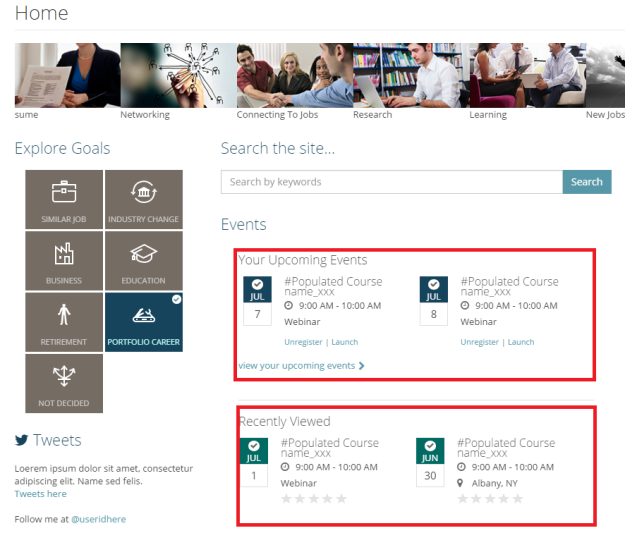 Home
sume
Networking
Connecting To Jobs
Research
Learning
New Jobs
Explore Goals
SIMILAR JOB
INDUSTRY CHANGE
BUSINESS
EDUCATION
RETIREMENT
PORTFOLIO CAREER
NOT DECIDED
Tweets
Loerem ipsum dolor sit amet, consectetur
adipiscing elit. Name sed felis.
Tweets here
Follow me at @useridhere
Search the site...
Search by keywords
Search
Events
Your Upcoming Events
JUL
7
#Populated Course
name_xxx
9:00 AM - 10:00 AM
Webinar
Unregister | Launch
JUL
8
#Populated Course
name_xxx
9:00 AM - 10:00 AM
Webinar
Unregister | Launch
view your upcoming events
Recently Viewed
JUL
1
#Populated Course
name_xxx
9:00 AM - 10:00 AM
Webinar
JUN
30
#Populated Course
name_xxx
9:00 AM - 10:00 AM
Albany, NY